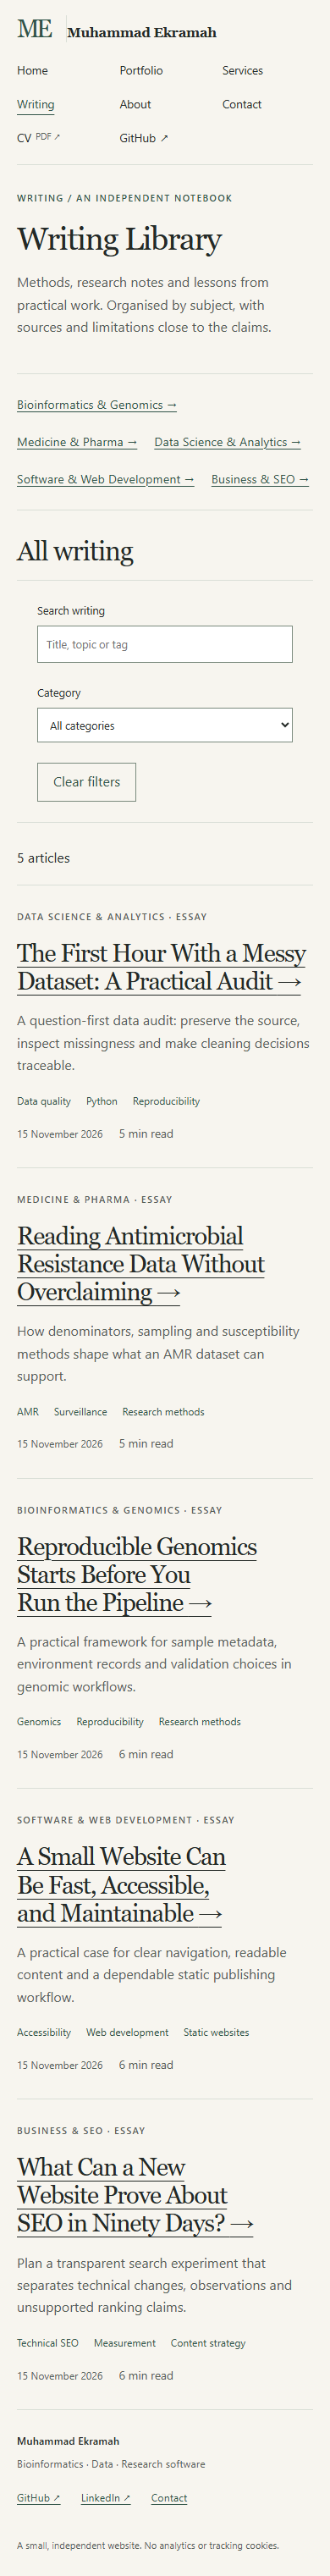 ME Muhammad Ekramah
Home Portfolio Services
Writing About Contact
CV PDF ↗ GitHub ↗
WRITING / AN INDEPENDENT NOTEBOOK
Writing Library
Methods, research notes and lessons from
practical work. Organised by subject, with
sources and limitations close to the claims.
Bioinformatics & Genomics →
Medicine & Pharma → Data Science & Analytics →
Software & Web Development → Business & SEO →
All writing
Search writing
Title, topic or tag
Category
All categories
Clear filters
5 articles
DATA SCIENCE & ANALYTICS · ESSAY
The First Hour With a Messy
Dataset: A Practical Audit →
A question-first data audit: preserve the source,
inspect missingness and make cleaning decisions
traceable.
Data quality Python Reproducibility
15 November 2026 5 min read
MEDICINE & PHARMA · ESSAY
Reading Antimicrobial
Resistance Data Without
Overclaiming →
How denominators, sampling and susceptibility
methods shape what an AMR dataset can
support.
AMR Surveillance Research methods
15 November 2026 5 min read
BIOINFORMATICS & GENOMICS · ESSAY
Reproducible Genomics
Starts Before You
Run the Pipeline →
A practical framework for sample metadata,
environment records and validation choices in
genomic workflows.
Genomics Reproducibility Research methods
15 November 2026 6 min read
SOFTWARE & WEB DEVELOPMENT · ESSAY
A Small Website Can
Be Fast, Accessible,
and Maintainable →
A practical case for clear navigation, readable
content and a dependable static publishing
workflow.
Accessibility Web development Static websites
15 November 2026 6 min read
BUSINESS & SEO · ESSAY
What Can a New
Website Prove About
SEO in Ninety Days? →
Plan a transparent search experiment that
separates technical changes, observations and
unsupported ranking claims.
Technical SEO Measurement Content strategy
15 November 2026 6 min read
Muhammad Ekramah
Bioinformatics · Data · Research software
GitHub ↗ LinkedIn ↗ Contact
A small, independent website. No analytics or tracking cookies.